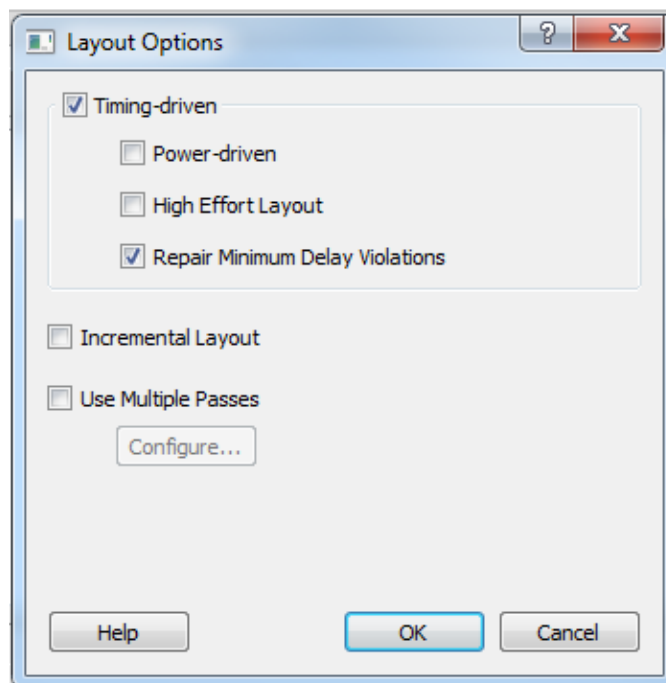 Layout Options
?
Timing-driven
Power-driven
High Effort Layout
Repair Minimum Delay Violations
Incremental Layout
Use Multiple Passes
Configure...
Help OK Cancel